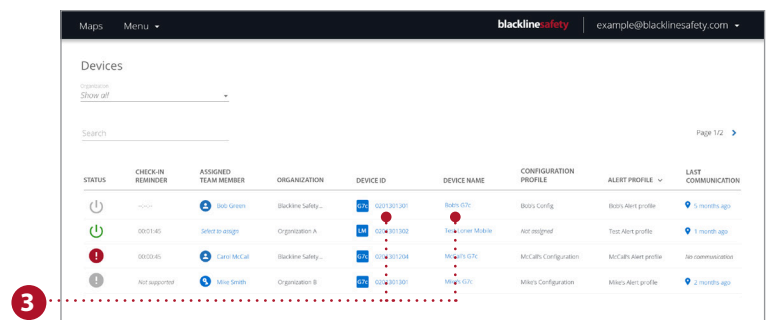 Maps Menu blacklinesafety example@blacklinesafety.com
Devices
Organization
Show all
Search Page 1/2
STATUS CHECK-IN REMINDER ASSIGNED TEAM MEMBER ORGANIZATION DEVICE ID DEVICE NAME CONFIGURATION PROFILE ALERT PROFILE LAST COMMUNICATION
--:--:-- Bob Green Blackline Safety... G7c 0201301301 Bob's G7c Bob's Config Bob's Alert profile 5 months ago
00:01:45 Select to assign Organization A LM 0201301302 Test Loner Mobile Not assigned Test Alert profile 1 month ago
00:00:45 Carol McCall Blackline Safety... G7c 0201301204 McCall's G7c McCall's Configuration McCall's Alert profile No communication
Not supported Mike Smith Organization B G7c 0201301301 Mike's G7c Mike's Configuration Mike's Alert profile 2 months ago
3